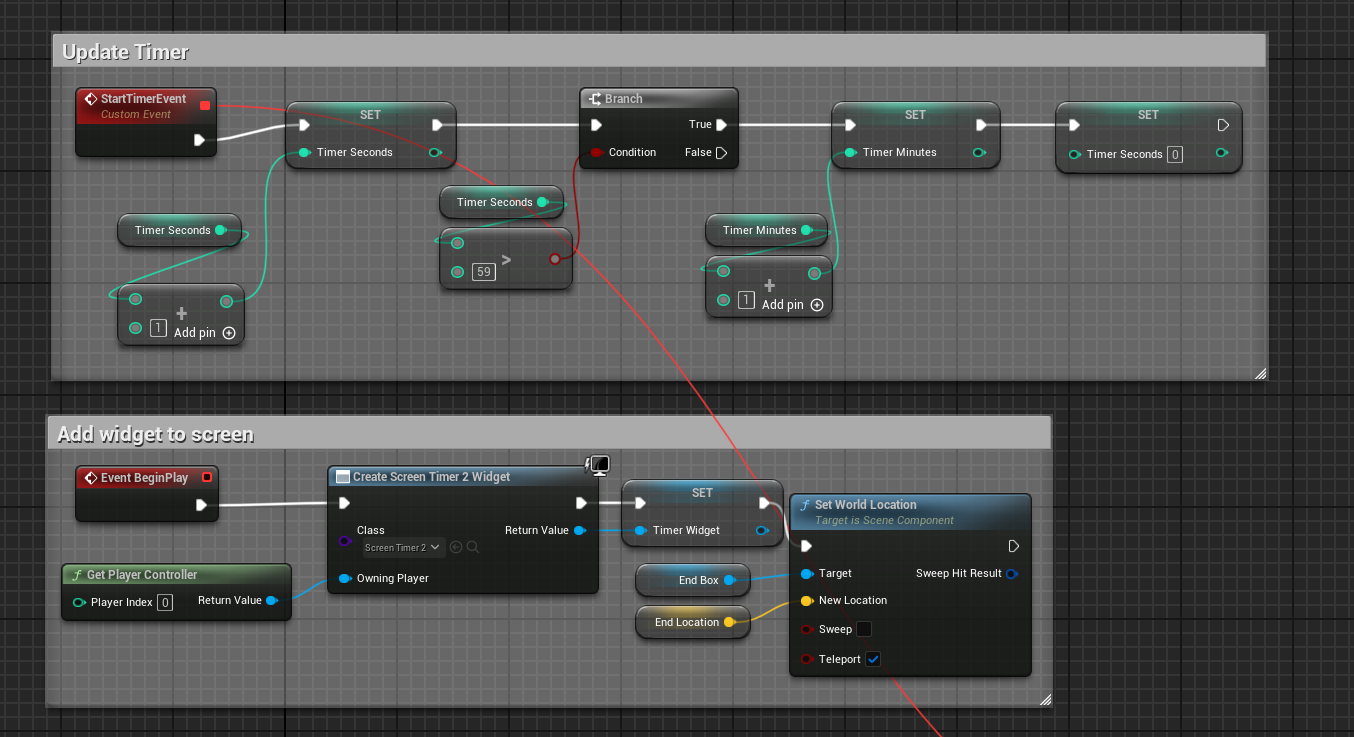 Update Timer
StartTimerEvent
Custom Event
SET
Timer Seconds
Branch
True
Condition
False
SET
Timer Minutes
SET
Timer Seconds 0
Timer Seconds
+
1
Add pin
Timer Seconds
>
59
Timer Minutes
+
1
Add pin
Add widget to screen
Event BeginPlay
Create Screen Timer 2 Widget
Class
Screen Timer 2
Return Value
Owning Player
f Get Player Controller
Player Index 0
Return Value
SET
Timer Widget
End Box
End Location
f Set World Location
Target is Scene Component
Target
Sweep Hit Result
New Location
Sweep
Teleport